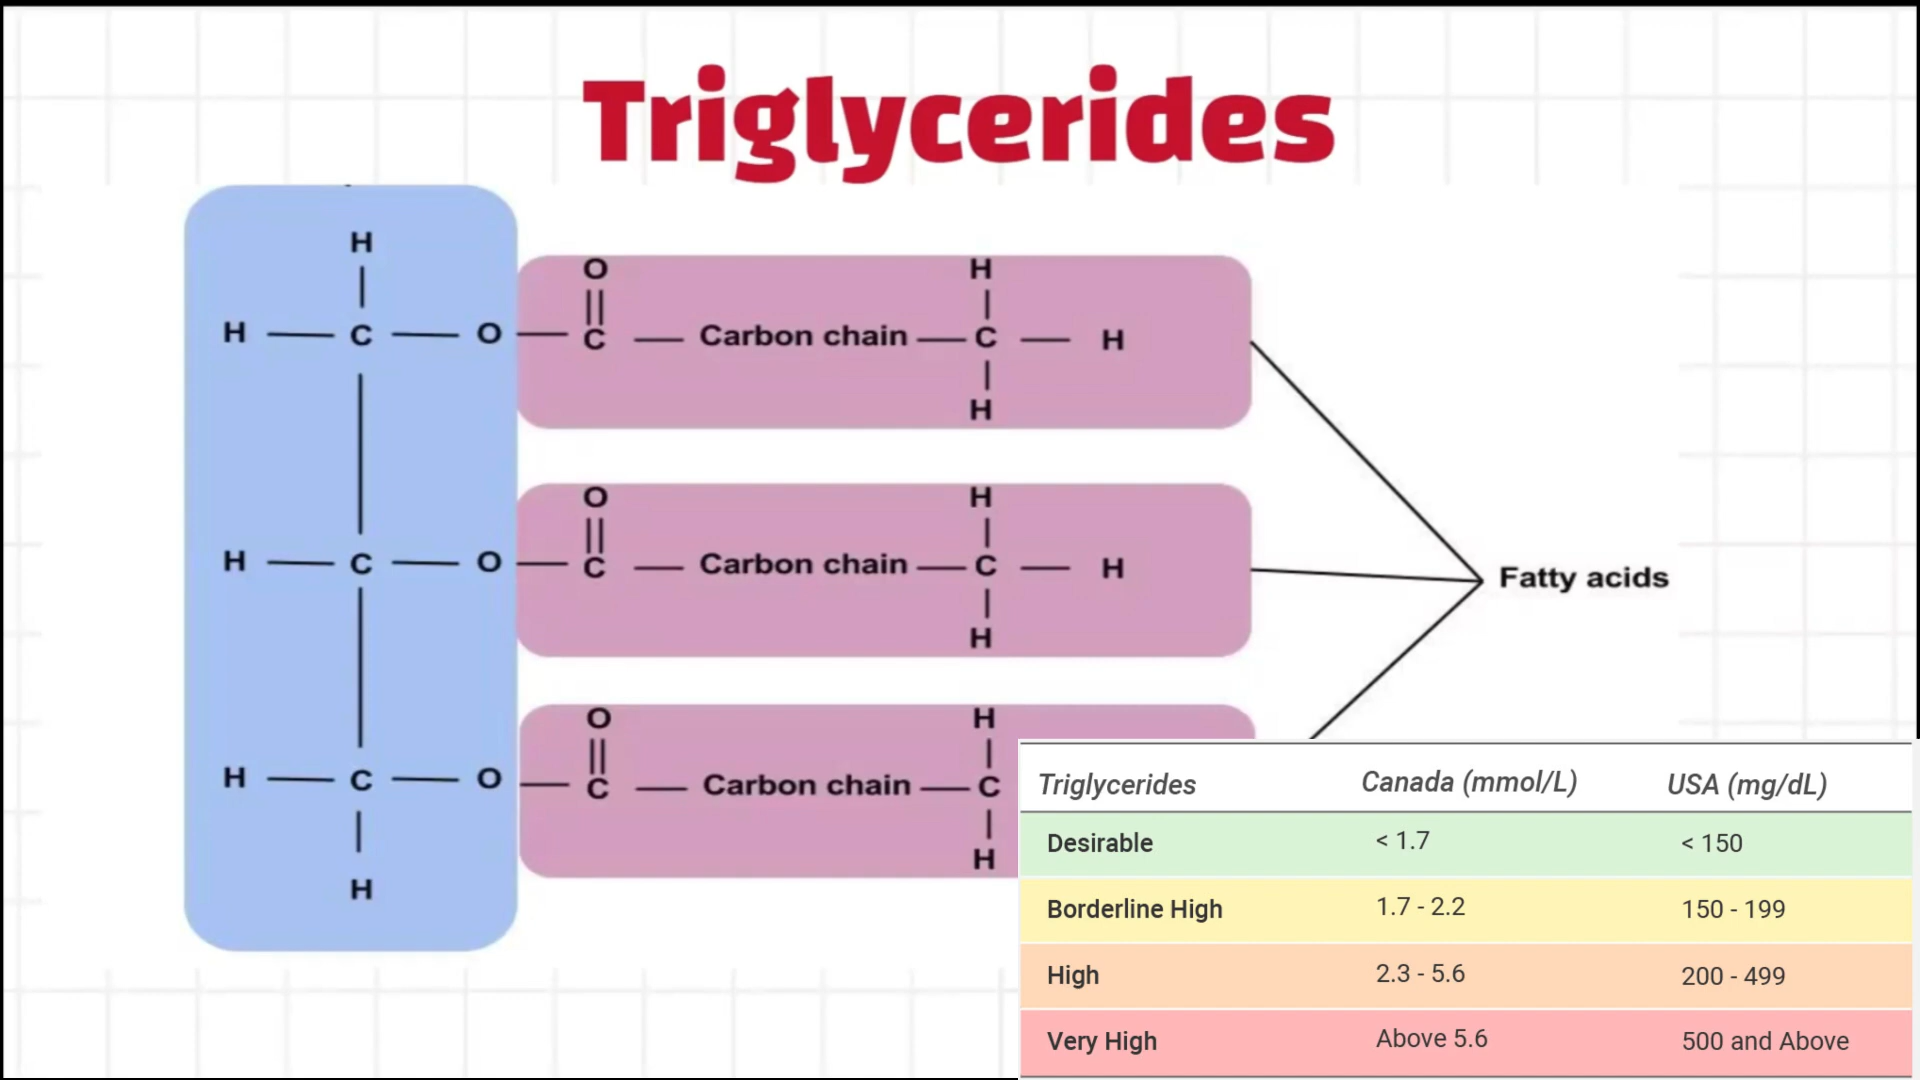 Triglycerides
H
O H
H C O C Carbon chain C H
H
O H
H C O C Carbon chain C H
Fatty acids
H
O H
H C O C Carbon chain C
H
H
Triglycerides Canada (mmol/L) USA (mg/dL)
Desirable < 1.7 < 150
Borderline High 1.7 - 2.2 150 - 199
High 2.3 - 5.6 200 - 499
Very High Above 5.6 500 and Above